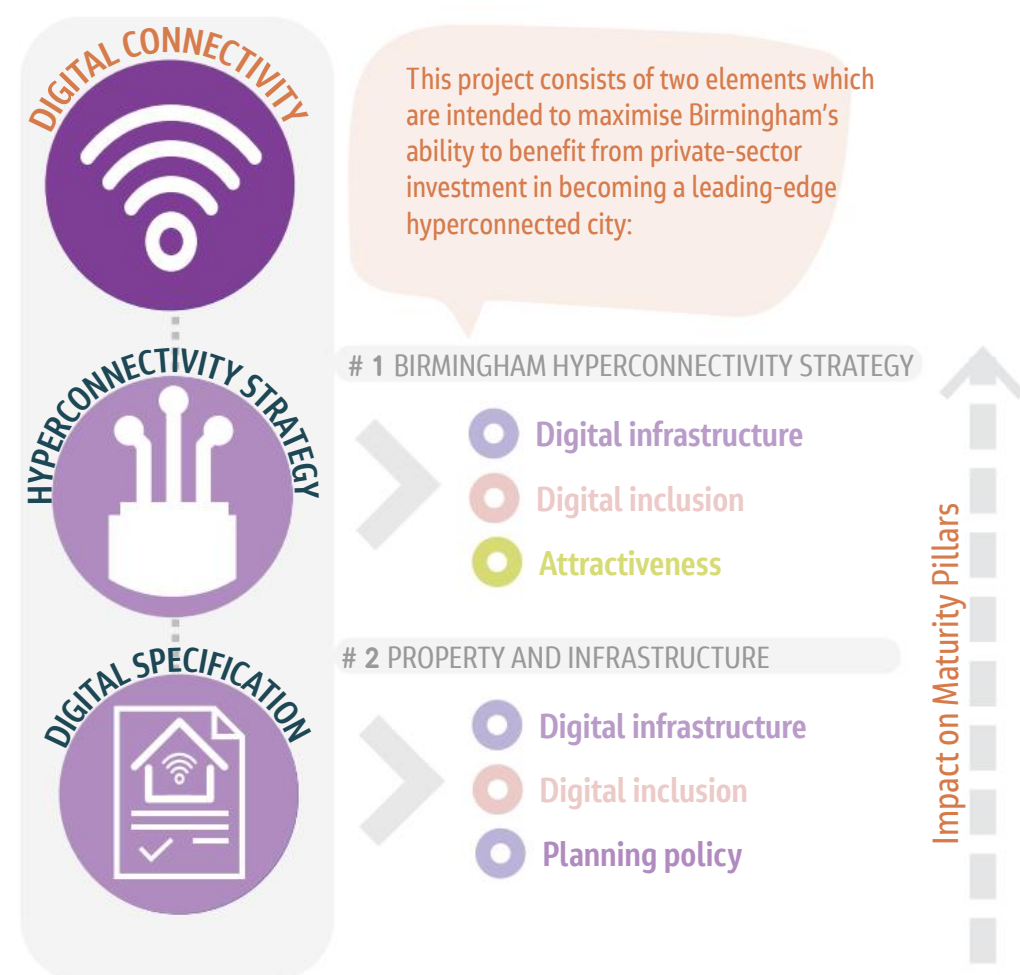 DIGITAL CONNECTIVITY
This project consists of two elements which
are intended to maximise Birmingham's
ability to benefit from private-sector
investment in becoming a leading-edge
hyperconnected city:
HYPERCONNECTIVITY STRATEGY
# 1 BIRMINGHAM HYPERCONNECTIVITY STRATEGY
Digital infrastructure
Digital inclusion
Attractiveness
DIGITAL SPECIFICATION
# 2 PROPERTY AND INFRASTRUCTURE
Digital infrastructure
Digital inclusion
Planning policy
Impact on Maturity Pillars